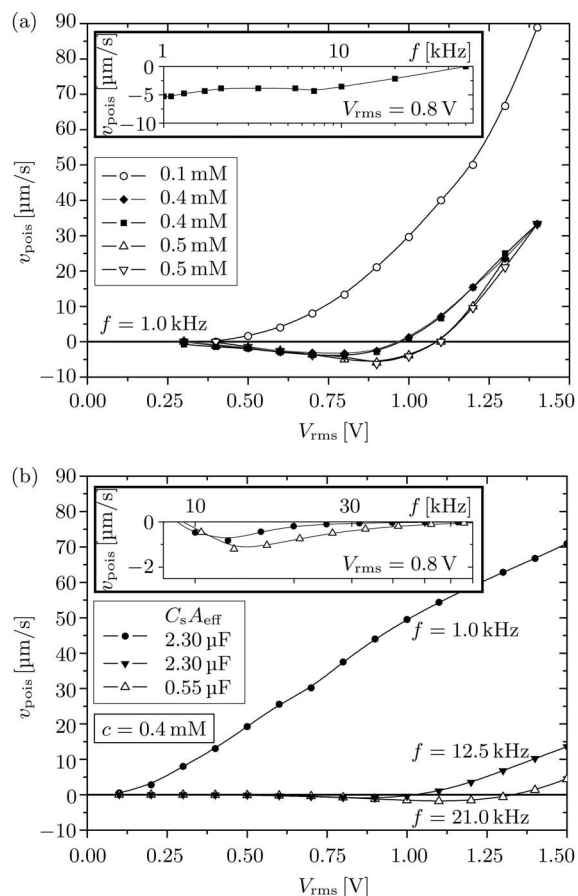 (a)
90
80
70
60
50
40
30
20
10
0
−10
v_pois [µm/s]
1 10 f [kHz]
0
−5
−10
v_pois [µm/s]
V_rms = 0.8 V
0.1 mM
0.4 mM
0.4 mM
0.5 mM
0.5 mM
f = 1.0 kHz
0.00 0.25 0.50 0.75 1.00 1.25 1.50
V_rms [V]
(b)
90
80
70
60
50
40
30
20
10
0
−10
v_pois [µm/s]
10 30 f [kHz]
0
−2
v_pois [µm/s]
V_rms = 0.8 V
C_s A_eff
2.30 µF
2.30 µF
0.55 µF
c = 0.4 mM
f = 1.0 kHz
f = 12.5 kHz
f = 21.0 kHz
0.00 0.25 0.50 0.75 1.00 1.25 1.50
V_rms [V]